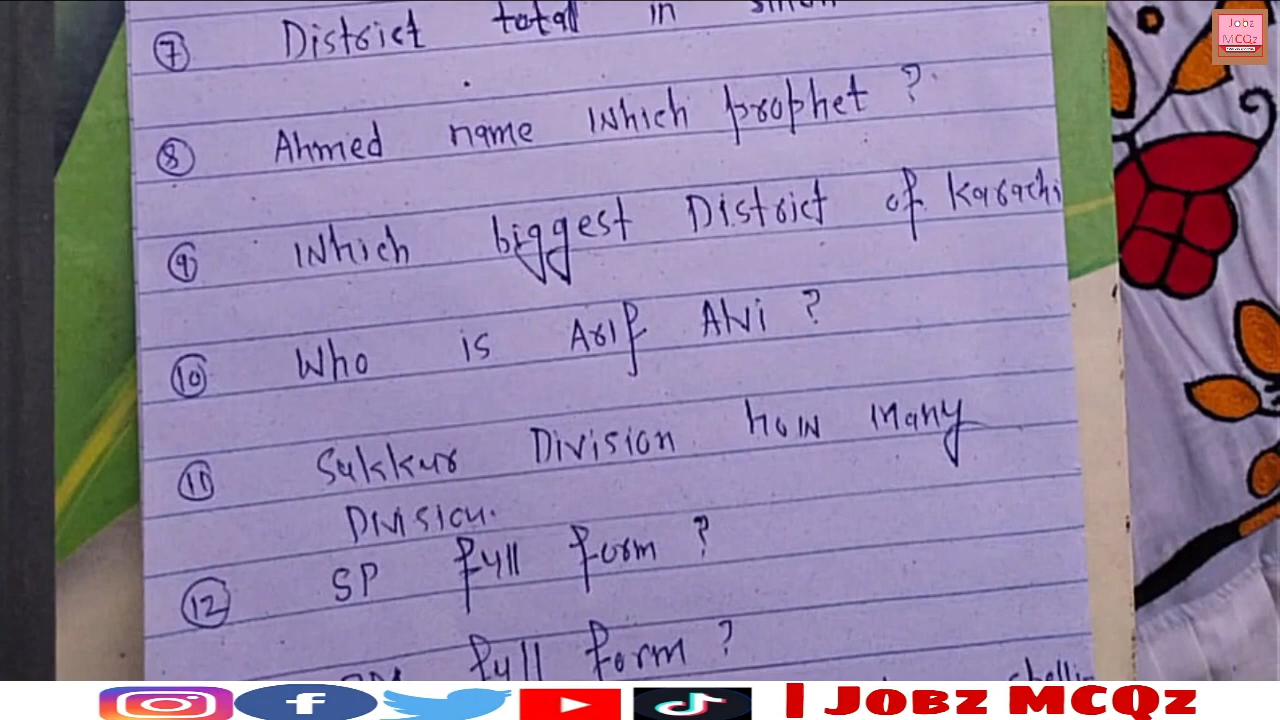 ⑦ District total in
Jobz
MCQz
⑧ Ahmed name Which prophet ?
⑨ Which biggest District of Karachi
⑩ Who is Arif Alvi ?
⑪ Sukkur Division how many
Division.
⑫ SP full form ?
full form ?
| Jobz MCQz